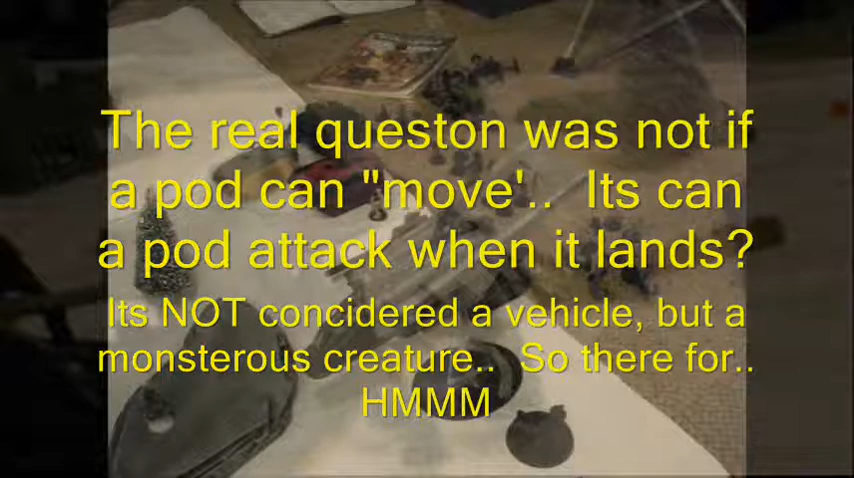 The real queston was not if
a pod can "move'.. Its can
a pod attack when it lands?
Its NOT concidered a vehicle, but a
monsterous creature.. So there for..
HMMM